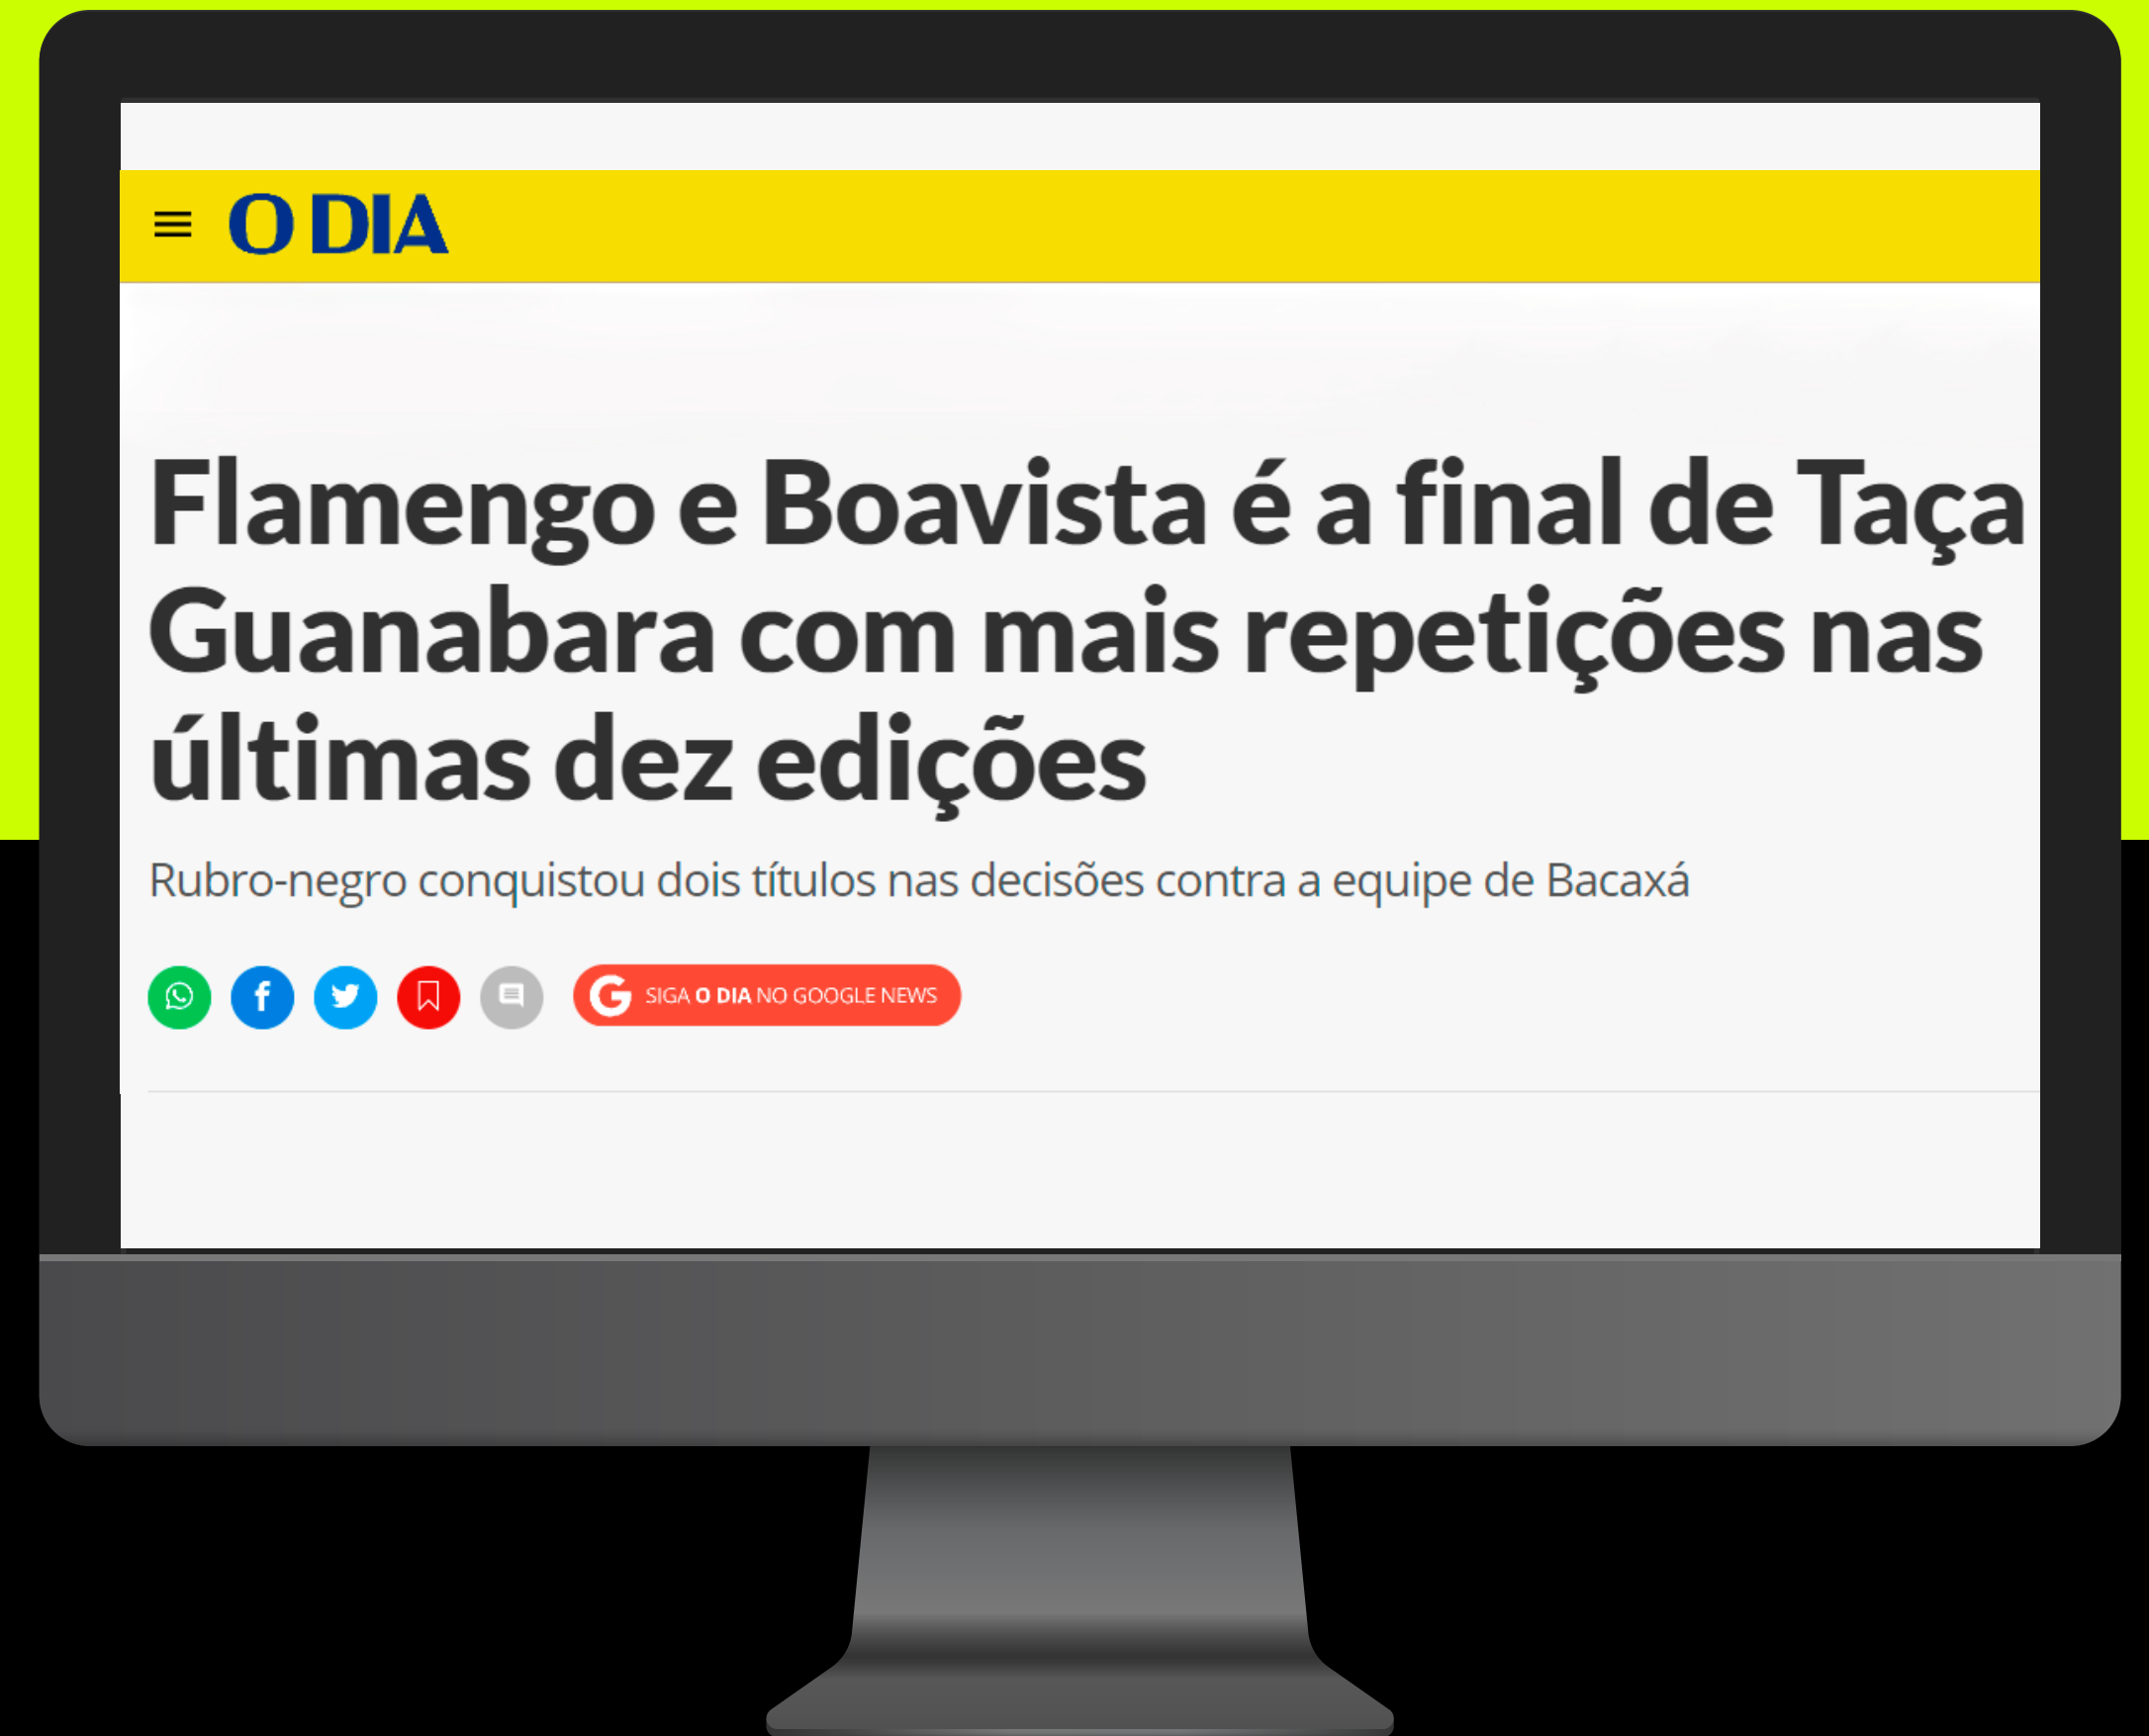 O DIA
Flamengo e Boavista é a final de Taça
Guanabara com mais repetições nas
últimas dez edições
Rubro-negro conquistou dois títulos nas decisões contra a equipe de Bacaxá
SIGA O DIA NO GOOGLE NEWS